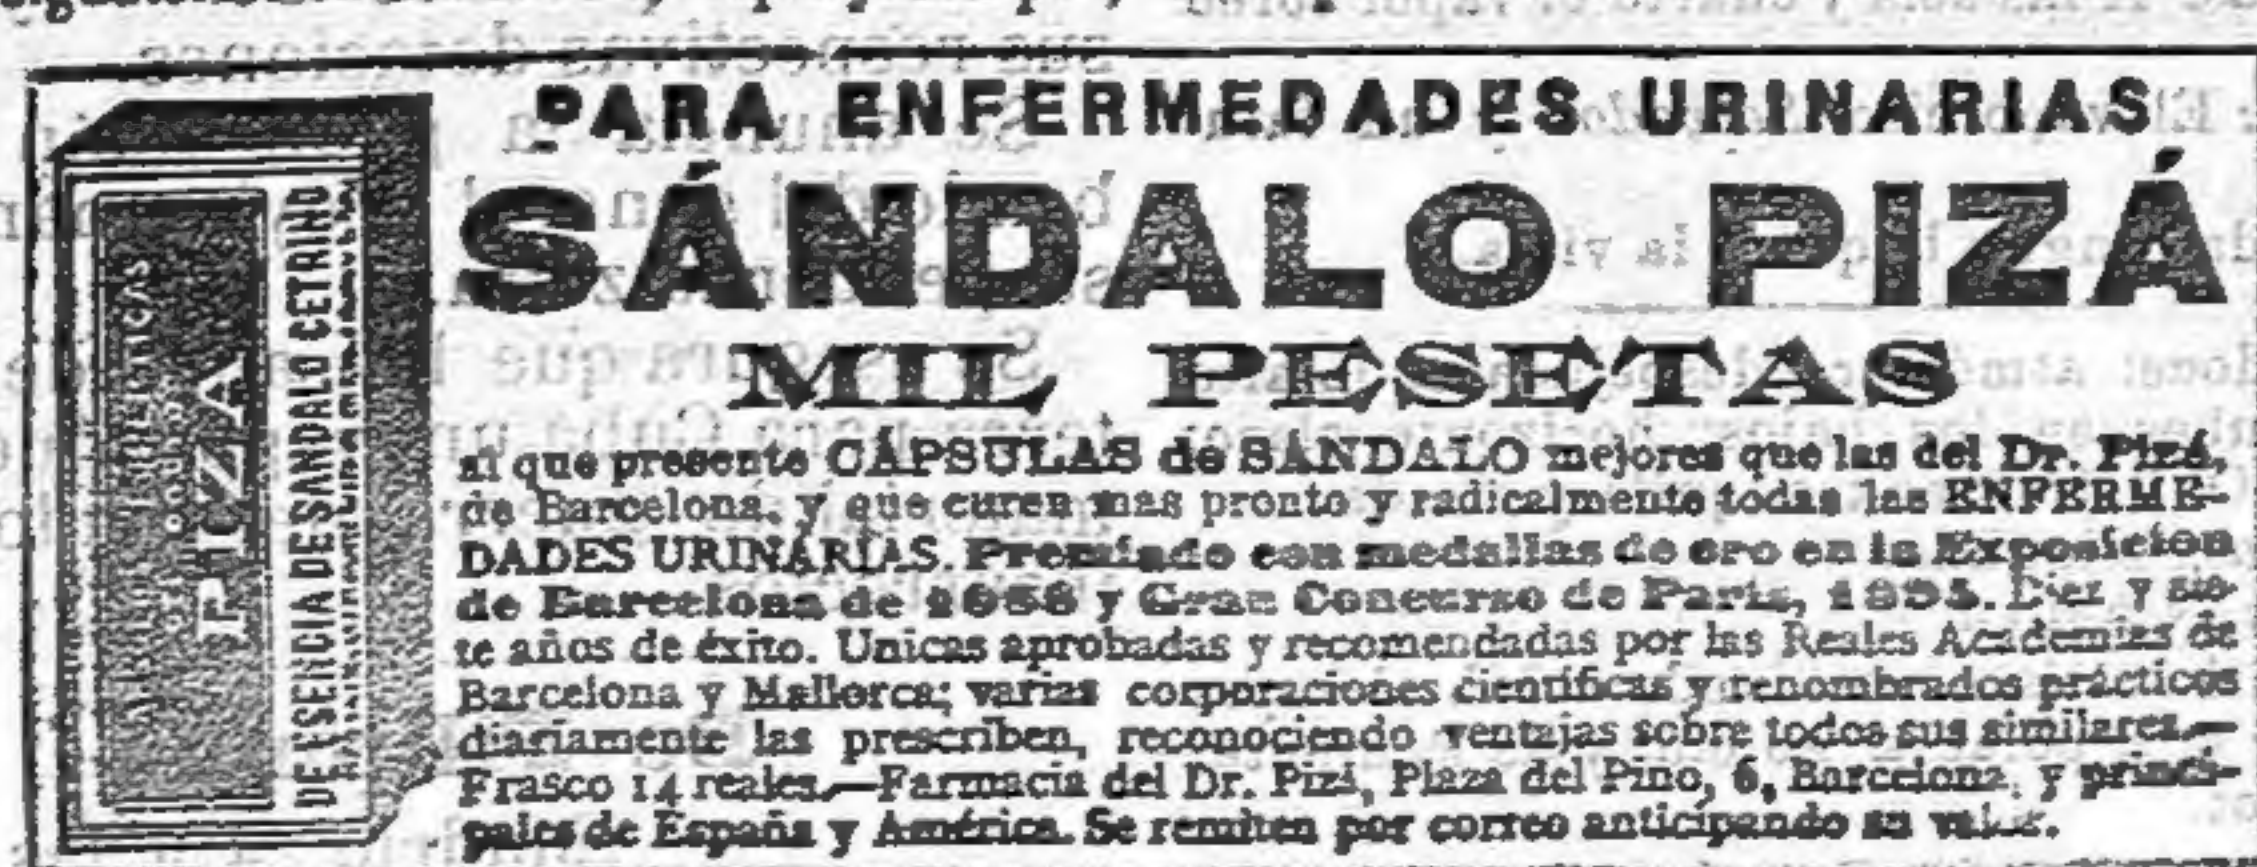 PIZÁ
DE ESENCIA DE SANDALO CETRINO
PARA ENFERMEDADES URINARIAS
SÁNDALO PIZÁ
MIL PESETAS
al que presente CÁPSULAS de SÁNDALO mejores que las del Dr. Pizá,
de Barcelona, y que curen mas pronto y radicalmente todas las ENFERME-
DADES URINARIAS. Premiado con medallas de oro en la Exposición
de Barcelona de 1888 y Gran Concurso de París, 1895. Diez y sie-
te años de éxito. Unicas aprobadas y recomendadas por las Reales Academias de
Barcelona y Mallorca; varias corporaciones científicas y renombrados prácticos
diariamente las prescriben, reconociendo ventajas sobre todos sus similares.—
Frasco 14 reales.—Farmacia del Dr. Pizá, Plaza del Pino, 6, Barcelona, y princi-
pales de España y América. Se remiten por correo anticipando su valor.